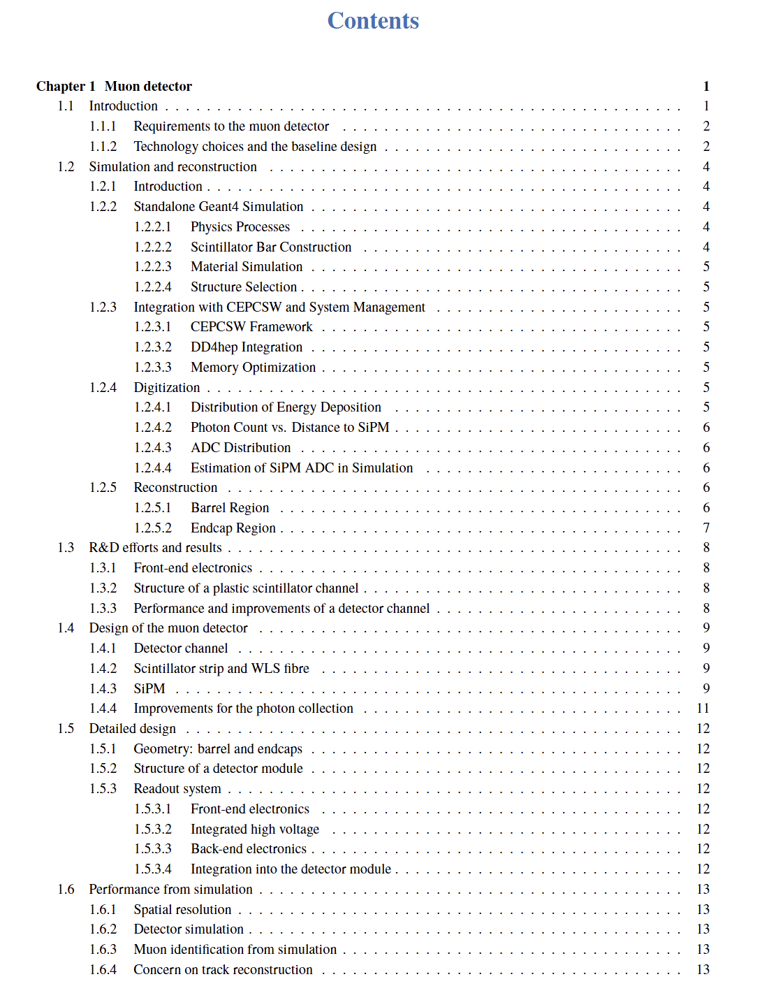 Contents
Chapter 1 Muon detector 1
1.1 Introduction . . . . . . . . . . . . . . . . . . . . . . . . . . . . . . . . . . . . . . . . . . . . . . . . . . 1
1.1.1 Requirements to the muon detector . . . . . . . . . . . . . . . . . . . . . . . . . . . . . . . . . 2
1.1.2 Technology choices and the baseline design . . . . . . . . . . . . . . . . . . . . . . . . . . . . . 2
1.2 Simulation and reconstruction . . . . . . . . . . . . . . . . . . . . . . . . . . . . . . . . . . . . . . . . 4
1.2.1 Introduction . . . . . . . . . . . . . . . . . . . . . . . . . . . . . . . . . . . . . . . . . . . . . . 4
1.2.2 Standalone Geant4 Simulation . . . . . . . . . . . . . . . . . . . . . . . . . . . . . . . . . . . . 4
1.2.2.1 Physics Processes . . . . . . . . . . . . . . . . . . . . . . . . . . . . . . . . . . . . . 4
1.2.2.2 Scintillator Bar Construction . . . . . . . . . . . . . . . . . . . . . . . . . . . . . . . 4
1.2.2.3 Material Simulation . . . . . . . . . . . . . . . . . . . . . . . . . . . . . . . . . . . . 5
1.2.2.4 Structure Selection . . . . . . . . . . . . . . . . . . . . . . . . . . . . . . . . . . . . . 5
1.2.3 Integration with CEPCSW and System Management . . . . . . . . . . . . . . . . . . . . . . . . 5
1.2.3.1 CEPCSW Framework . . . . . . . . . . . . . . . . . . . . . . . . . . . . . . . . . . . 5
1.2.3.2 DD4hep Integration . . . . . . . . . . . . . . . . . . . . . . . . . . . . . . . . . . . . 5
1.2.3.3 Memory Optimization . . . . . . . . . . . . . . . . . . . . . . . . . . . . . . . . . . . 5
1.2.4 Digitization . . . . . . . . . . . . . . . . . . . . . . . . . . . . . . . . . . . . . . . . . . . . . . 5
1.2.4.1 Distribution of Energy Deposition . . . . . . . . . . . . . . . . . . . . . . . . . . . . 5
1.2.4.2 Photon Count vs. Distance to SiPM . . . . . . . . . . . . . . . . . . . . . . . . . . . . 6
1.2.4.3 ADC Distribution . . . . . . . . . . . . . . . . . . . . . . . . . . . . . . . . . . . . . 6
1.2.4.4 Estimation of SiPM ADC in Simulation . . . . . . . . . . . . . . . . . . . . . . . . . 6
1.2.5 Reconstruction . . . . . . . . . . . . . . . . . . . . . . . . . . . . . . . . . . . . . . . . . . . . 6
1.2.5.1 Barrel Region . . . . . . . . . . . . . . . . . . . . . . . . . . . . . . . . . . . . . . . 6
1.2.5.2 Endcap Region . . . . . . . . . . . . . . . . . . . . . . . . . . . . . . . . . . . . . . . 7
1.3 R&D efforts and results . . . . . . . . . . . . . . . . . . . . . . . . . . . . . . . . . . . . . . . . . . . . 8
1.3.1 Front-end electronics . . . . . . . . . . . . . . . . . . . . . . . . . . . . . . . . . . . . . . . . . 8
1.3.2 Structure of a plastic scintillator channel . . . . . . . . . . . . . . . . . . . . . . . . . . . . . . . 8
1.3.3 Performance and improvements of a detector channel . . . . . . . . . . . . . . . . . . . . . . . . 8
1.4 Design of the muon detector . . . . . . . . . . . . . . . . . . . . . . . . . . . . . . . . . . . . . . . . . 9
1.4.1 Detector channel . . . . . . . . . . . . . . . . . . . . . . . . . . . . . . . . . . . . . . . . . . . 9
1.4.2 Scintillator strip and WLS fibre . . . . . . . . . . . . . . . . . . . . . . . . . . . . . . . . . . . 9
1.4.3 SiPM . . . . . . . . . . . . . . . . . . . . . . . . . . . . . . . . . . . . . . . . . . . . . . . . . 9
1.4.4 Improvements for the photon collection . . . . . . . . . . . . . . . . . . . . . . . . . . . . . . . 11
1.5 Detailed design . . . . . . . . . . . . . . . . . . . . . . . . . . . . . . . . . . . . . . . . . . . . . . . . 12
1.5.1 Geometry: barrel and endcaps . . . . . . . . . . . . . . . . . . . . . . . . . . . . . . . . . . . . 12
1.5.2 Structure of a detector module . . . . . . . . . . . . . . . . . . . . . . . . . . . . . . . . . . . . 12
1.5.3 Readout system . . . . . . . . . . . . . . . . . . . . . . . . . . . . . . . . . . . . . . . . . . . . 12
1.5.3.1 Front-end electronics . . . . . . . . . . . . . . . . . . . . . . . . . . . . . . . . . . . 12
1.5.3.2 Integrated high voltage . . . . . . . . . . . . . . . . . . . . . . . . . . . . . . . . . . 12
1.5.3.3 Back-end electronics . . . . . . . . . . . . . . . . . . . . . . . . . . . . . . . . . . . . 12
1.5.3.4 Integration into the detector module . . . . . . . . . . . . . . . . . . . . . . . . . . . . 12
1.6 Performance from simulation . . . . . . . . . . . . . . . . . . . . . . . . . . . . . . . . . . . . . . . . . 13
1.6.1 Spatial resolution . . . . . . . . . . . . . . . . . . . . . . . . . . . . . . . . . . . . . . . . . . . 13
1.6.2 Detector simulation . . . . . . . . . . . . . . . . . . . . . . . . . . . . . . . . . . . . . . . . . . 13
1.6.3 Muon identification from simulation . . . . . . . . . . . . . . . . . . . . . . . . . . . . . . . . . 13
1.6.4 Concern on track reconstruction . . . . . . . . . . . . . . . . . . . . . . . . . . . . . . . . . . . 13